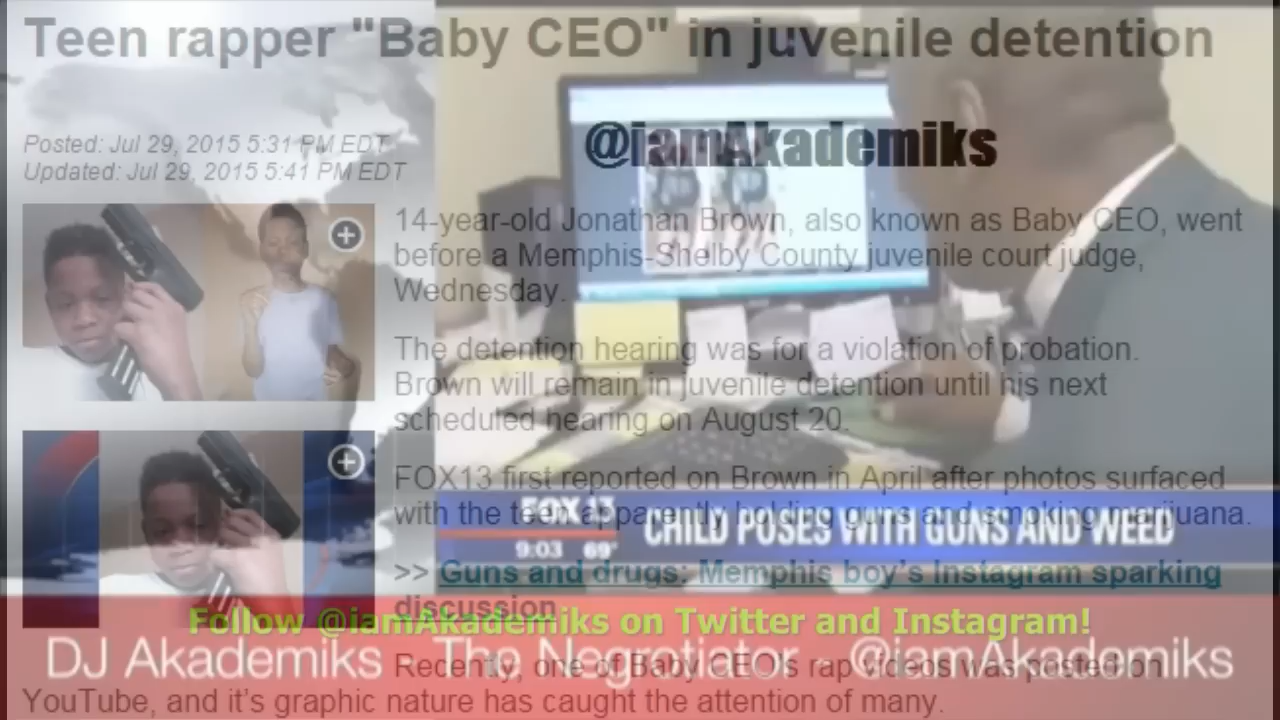 Teen rapper "Baby CEO" in juvenile detention
@iamAkademiks
Posted: Jul 29, 2015 5:31 PM EDT
Updated: Jul 29, 2015 5:41 PM EDT
14-year-old Jonathan Brown, also known as Baby CEO, went
before a Memphis-Shelby County juvenile court judge,
Wednesday.
The detention hearing was for a violation of probation.
Brown will remain in juvenile detention until his next
scheduled hearing on August 20.
FOX13 first reported on Brown in April after photos surfaced
with the teen apparently holding guns and smoking marijuana.
FOX13
9:03 69°
CHILD POSES WITH GUNS AND WEED
>> Guns and drugs: Memphis boy's Instagram sparking
discussion
Follow @iamAkademiks on Twitter and Instagram!
DJ Akademiks - The Negrotiator - @iamAkademiks
Recently, one of Baby CEO's rap videos was posted on
YouTube, and it's graphic nature has caught the attention of many.